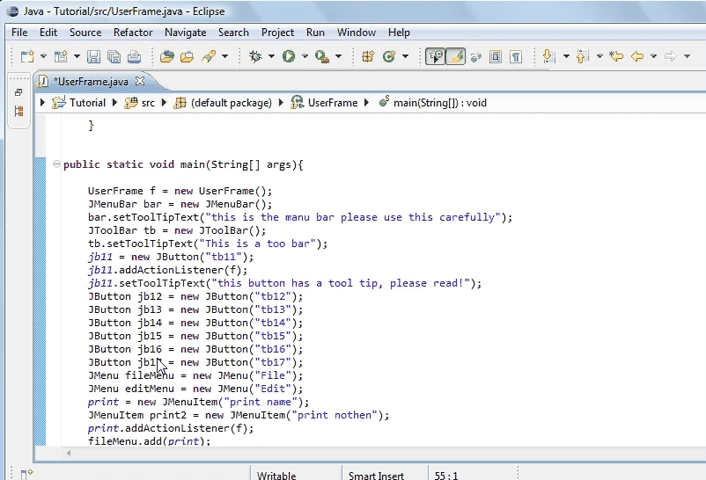 Java - Tutorial/src/UserFrame.java - Eclipse
File Edit Source Refactor Navigate Search Project Run Window Help
*UserFrame.java
Tutorial src (default package) UserFrame main(String[]) : void
}
public static void main(String[] args){
UserFrame f = new UserFrame();
JMenuBar bar = new JMenuBar();
bar.setToolTipText("this is the manu bar please use this carefully");
JToolBar tb = new JToolBar();
tb.setToolTipText("This is a too bar");
jb11 = new JButton("tb11");
jb11.addActionListener(f);
jb11.setToolTipText("this button has a tool tip, please read!");
JButton jb12 = new JButton("tb12");
JButton jb13 = new JButton("tb13");
JButton jb14 = new JButton("tb14");
JButton jb15 = new JButton("tb15");
JButton jb16 = new JButton("tb16");
JButton jb17 = new JButton("tb17");
JMenu fileMenu = new JMenu("File");
JMenu editMenu = new JMenu("Edit");
print = new JMenuItem("print name");
JMenuItem print2 = new JMenuItem("print nothen");
print.addActionListener(f);
fileMenu.add(print);
Writable Smart Insert 55 : 1